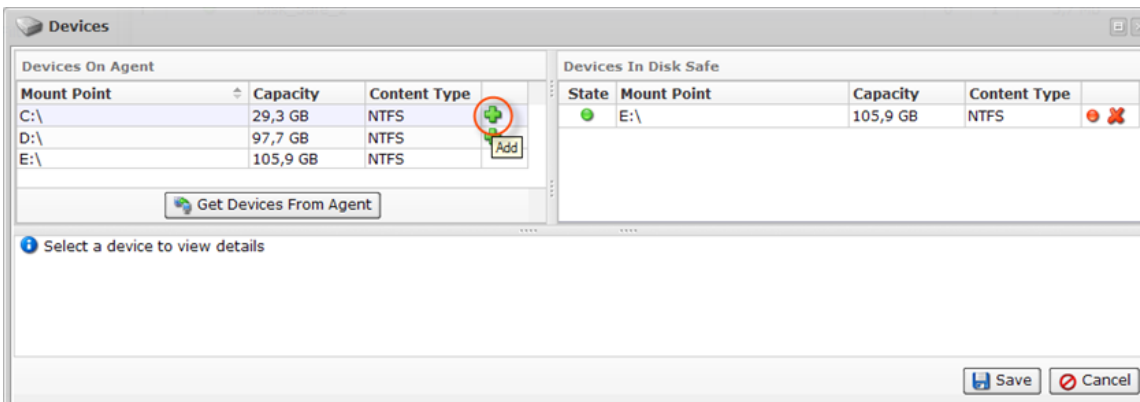 Devices
Devices On Agent
Mount Point Capacity Content Type
C:\ 29,3 GB NTFS
D:\ 97,7 GB NTFS
Add
E:\ 105,9 GB NTFS
Get Devices From Agent
Devices In Disk Safe
State Mount Point Capacity Content Type
E:\ 105,9 GB NTFS
Select a device to view details
Save Cancel